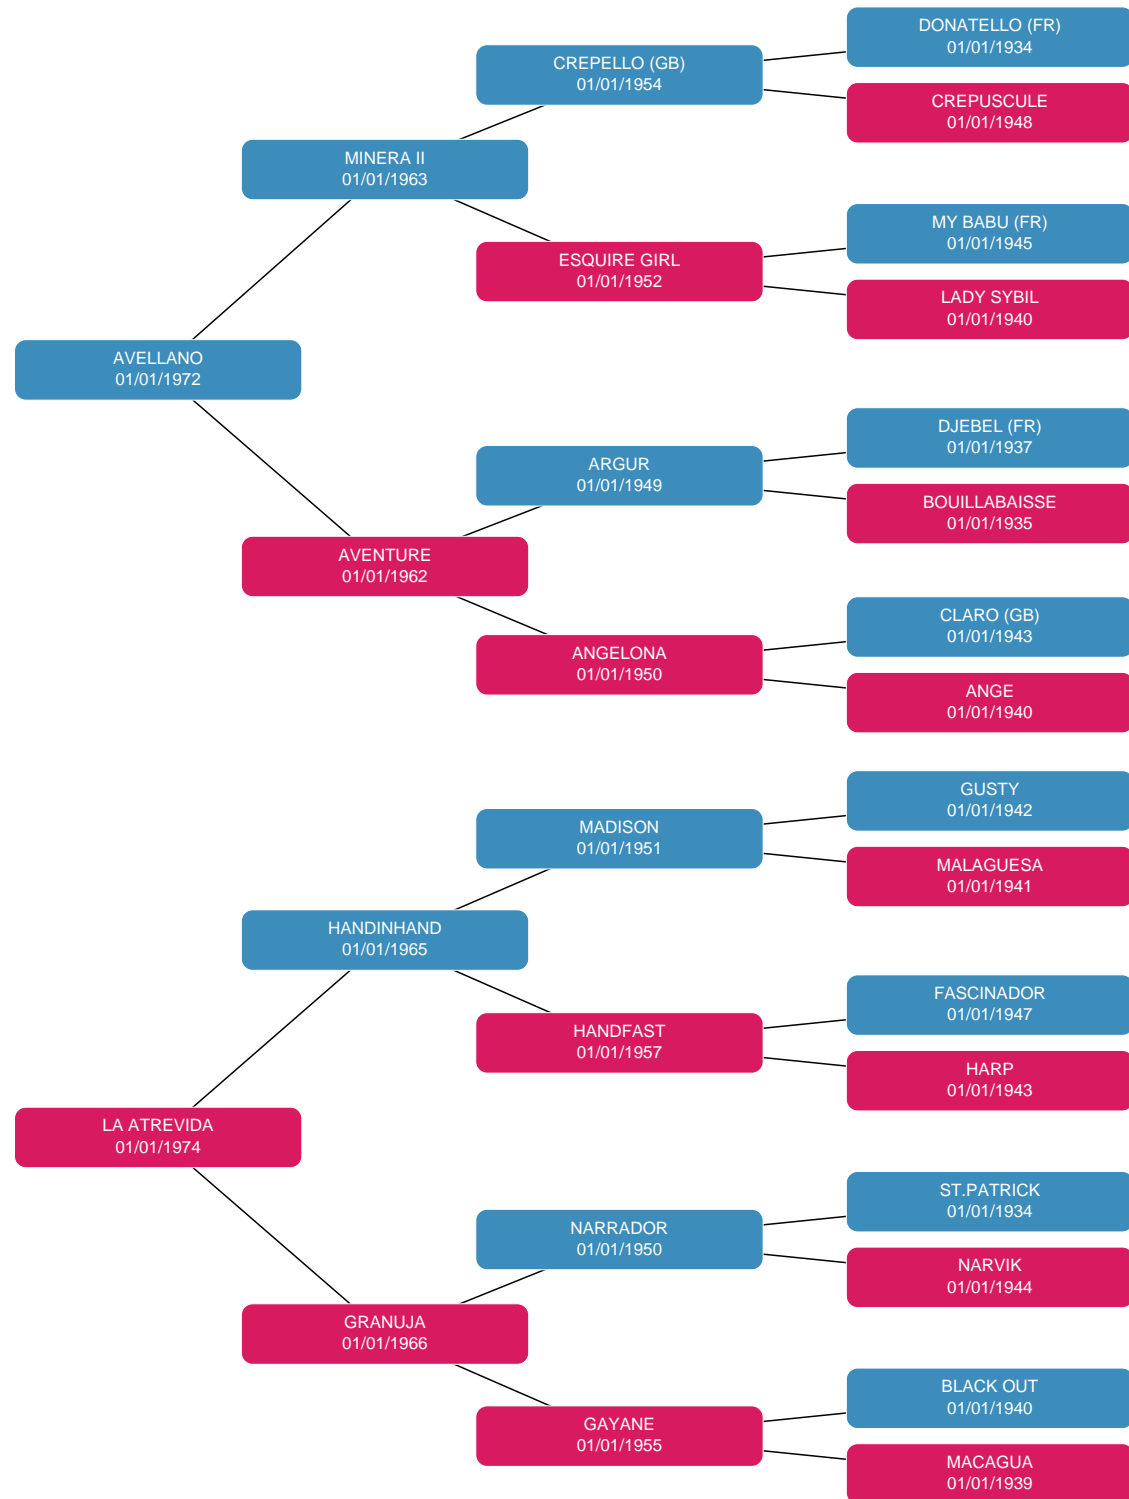 DONATELLO (FR)
01/01/1934
CREPELLO (GB)
01/01/1954
CREPUSCULE
01/01/1948
MINERA II
01/01/1963
MY BABU (FR)
01/01/1945
ESQUIRE GIRL
01/01/1952
LADY SYBIL
01/01/1940
AVELLANO
01/01/1972
DJEBEL (FR)
01/01/1937
ARGUR
01/01/1949
BOUILLABAISSE
01/01/1935
AVENTURE
01/01/1962
CLARO (GB)
01/01/1943
ANGELONA
01/01/1950
ANGE
01/01/1940
GUSTY
01/01/1942
MADISON
01/01/1951
MALAGUESA
01/01/1941
HANDINHAND
01/01/1965
FASCINADOR
01/01/1947
HANDFAST
01/01/1957
HARP
01/01/1943
LA ATREVIDA
01/01/1974
ST.PATRICK
01/01/1934
NARRADOR
01/01/1950
NARVIK
01/01/1944
GRANUJA
01/01/1966
BLACK OUT
01/01/1940
GAYANE
01/01/1955
MACAGUA
01/01/1939